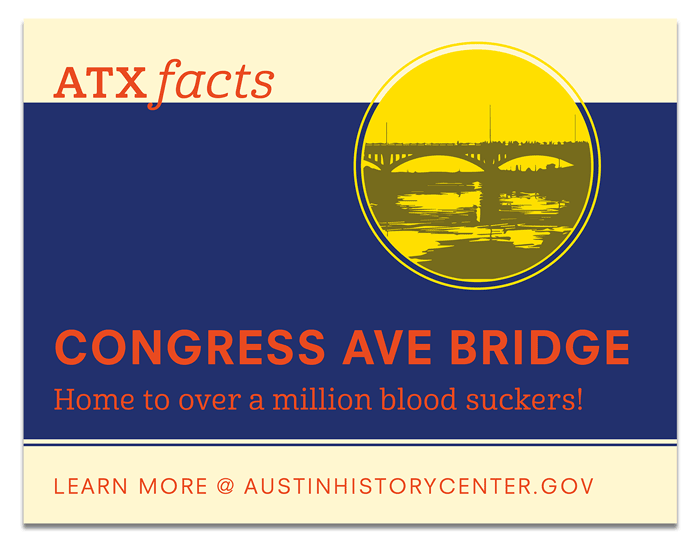 ATX facts
CONGRESS AVE BRIDGE
Home to over a million blood suckers!
LEARN MORE @ AUSTINHISTORYCENTER.GOV